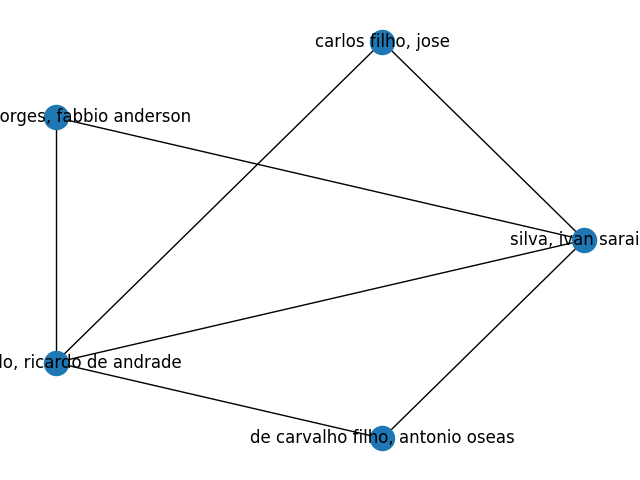 carlos filho, jose
orges, fabbio anderson
silva, ivan sarai
lo, ricardo de andrade
de carvalho filho, antonio oseas